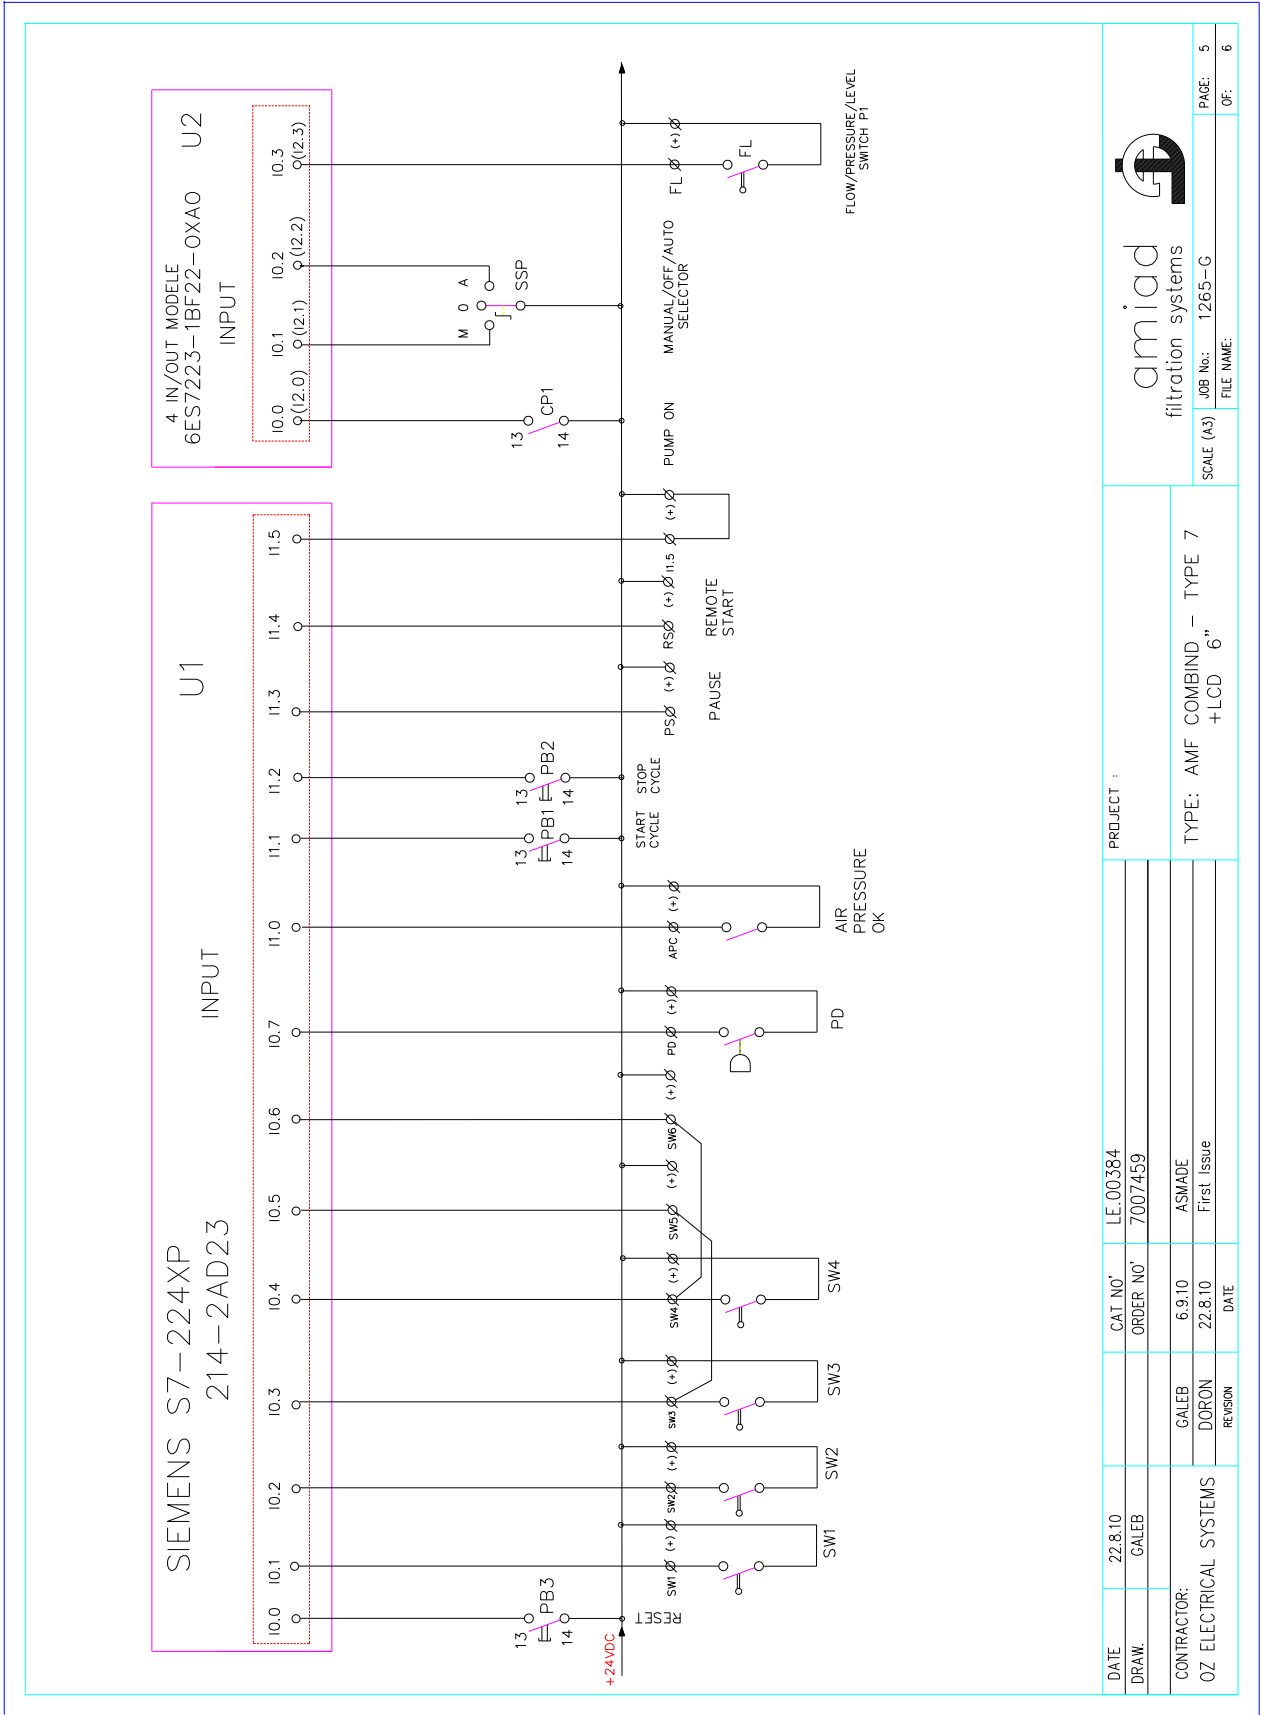 SIEMENS S7-224XP
214-2AD23
INPUT
U1
4 IN/OUT MODELE
6ES7223-1BF22-0XA0
INPUT
U2
I0.0
I0.1
I0.2
I0.3
I0.4
I0.5
I0.6
I0.7
I1.0
I1.1
I1.2
I1.3
I1.4
I1.5
I0.0
(I2.0)
I0.1
(I2.1)
I0.2
(I2.2)
I0.3
(I2.3)
13
PB3
14
13
PB1
14
13
PB2
14
13
CP1
14
M 0 A
SSP
+24VDC
RESET
SW1 (+)
SW2 (+)
SW3 (+)
SW4 (+)
SW5 (+)
SW6 (+)
PD (+)
APC (+)
START
CYCLE
STOP
CYCLE
PS (+)
RS (+)
I1.5 (+)
PUMP ON
MANUAL/OFF/AUTO
SELECTOR
FL (+)
FL
SW1
SW2
SW3
SW4
PD
AIR
PRESSURE
OK
PAUSE
REMOTE
START
FLOW/PRESSURE/LEVEL
SWITCH P1
DATE 22.8.10
DRAW. GALEB
CONTRACTOR:
OZ ELECTRICAL SYSTEMS
CAT NO' LE.00384
ORDER NO' 7007459
GALEB 6.9.10 ASMADE
DORON 22.8.10 First Issue
REVISION DATE
PROJECT :
TYPE: AMF COMBIND - TYPE 7
+LCD 6"
amiad
filtration systems
SCALE (A3)
JOB No.: 1265-G
FILE NAME:
PAGE: 5
OF: 6